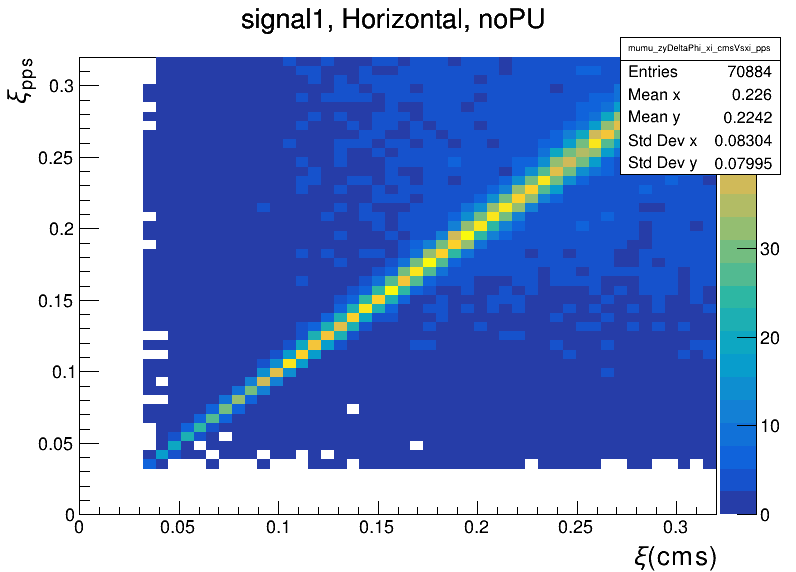 signal1, Horizontal, noPU
mumu_zyDeltaPhi_xi_cmsVsxi_pps
Entries 70884
Mean x 0.226
Mean y 0.2242
Std Dev x 0.08304
Std Dev y 0.07995
ξpps
0.3
0.25
0.2
0.15
0.1
0.05
0
30
20
10
0
0 0.05 0.1 0.15 0.2 0.25 0.3
ξ(cms)